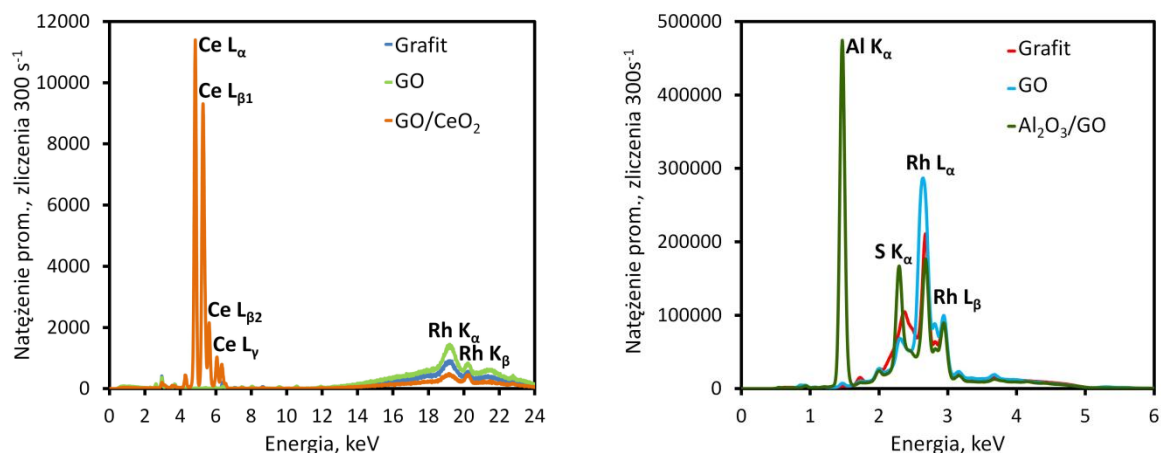 Natężenie prom., zliczenia 300 s⁻¹
12000
10000
8000
6000
4000
2000
0
Ce Lα
Ce Lβ1
Ce Lβ2
Ce Lγ
Grafit
GO
GO/CeO₂
Rh Kα
Rh Kβ
0 2 4 6 8 10 12 14 16 18 20 22 24
Energia, keV
Natężenie prom., zliczenia 300s⁻¹
500000
400000
300000
200000
100000
0
Al Kα
Grafit
GO
Al₂O₃/GO
Rh Lα
S Kα
Rh Lβ
0 1 2 3 4 5 6
Energia, keV